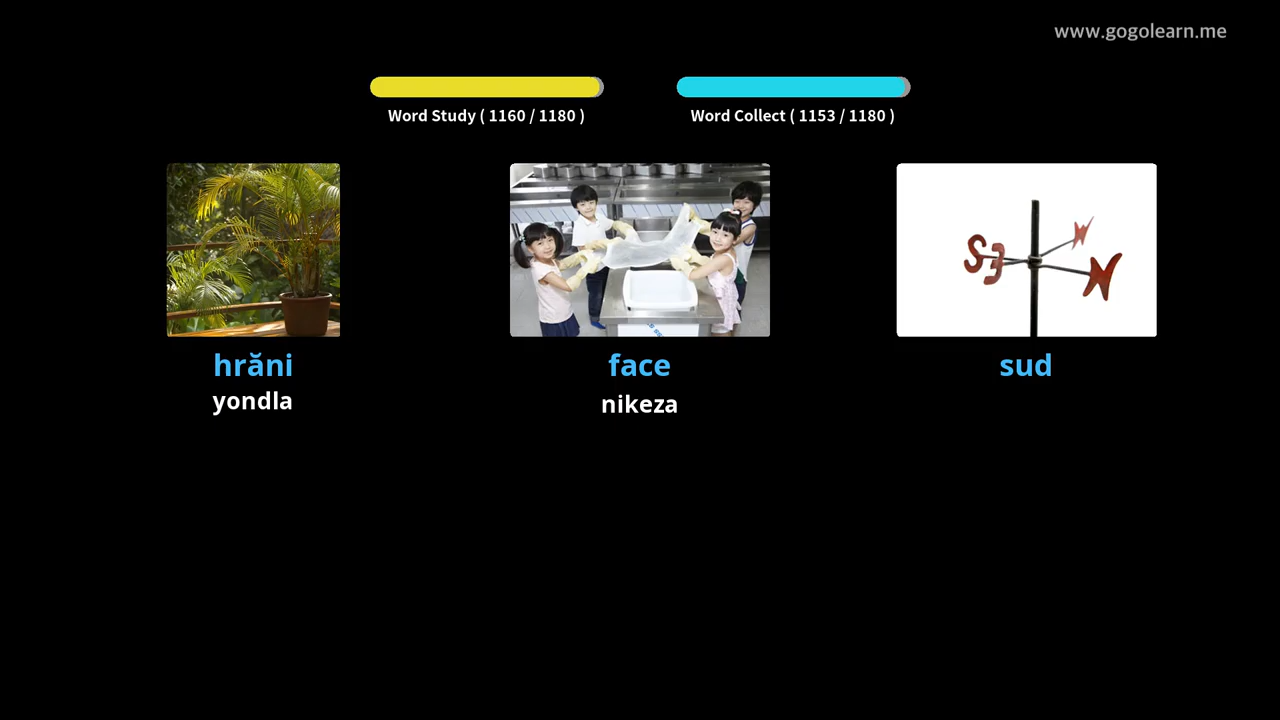 www.gogolearn.me
Word Study ( 1160 / 1180 )
Word Collect ( 1153 / 1180 )
hrăni
yondla
face
nikeza
sud